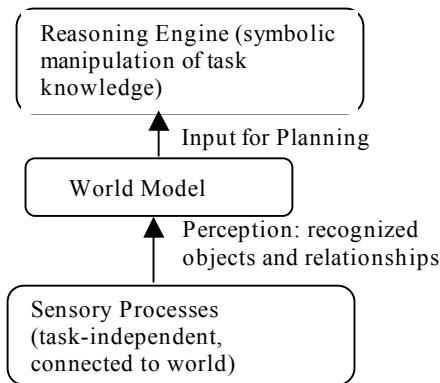 Reasoning Engine (symbolic
manipulation of task
knowledge)
Input for Planning
World Model
Perception: recognized
objects and relationships
Sensory Processes
(task-independent,
connected to world)